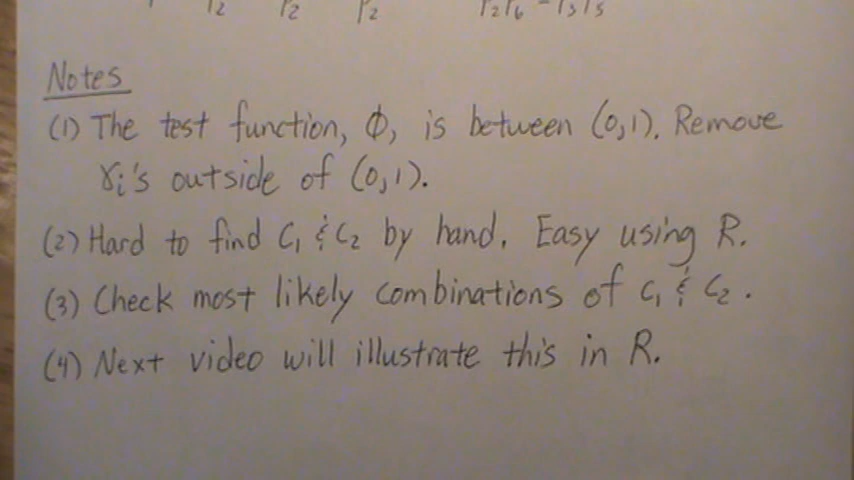 Notes
(1) The test function, Φ, is between (0,1). Remove
γᵢ's outside of (0,1).
(2) Hard to find C₁ & C₂ by hand. Easy using R.
(3) Check most likely combinations of C₁ & C₂.
(4) Next video will illustrate this in R.